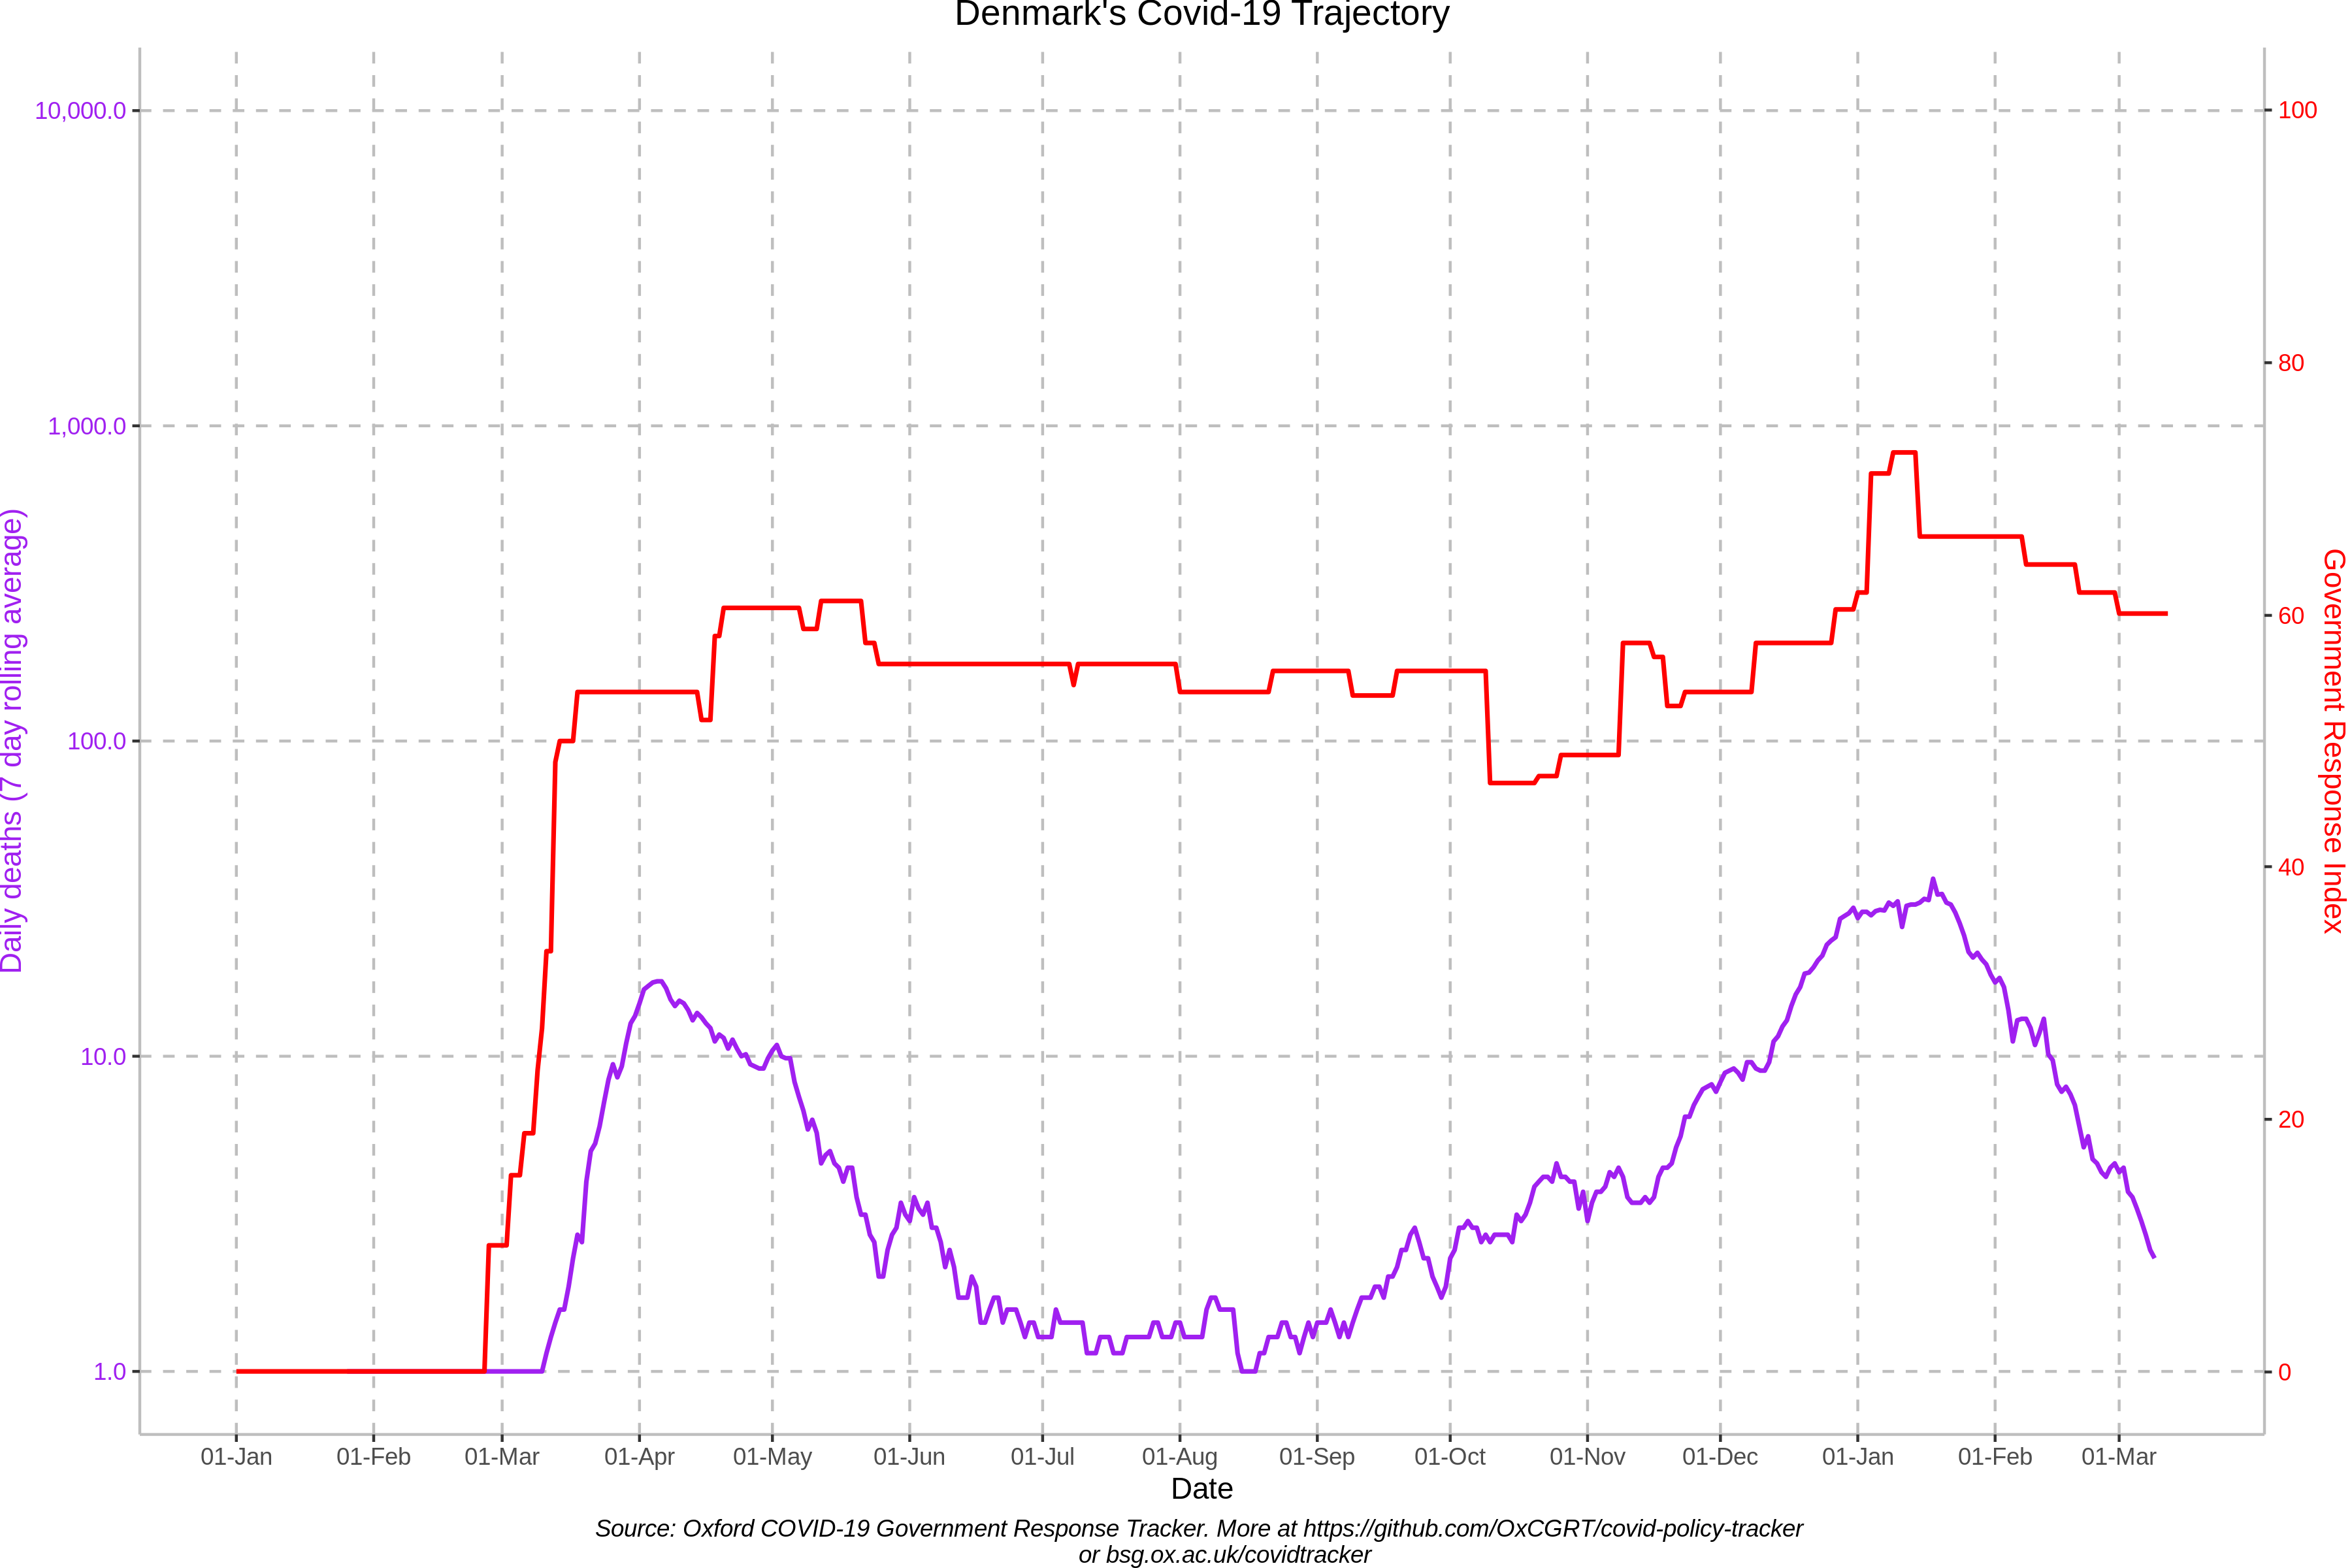 Denmark's Covid-19 Trajectory
10,000.0
1,000.0
100.0
10.0
1.0
Daily deaths (7 day rolling average)
100
80
60
40
20
0
Government Response Index
01-Jan
01-Feb
01-Mar
01-Apr
01-May
01-Jun
01-Jul
01-Aug
01-Sep
01-Oct
01-Nov
01-Dec
01-Jan
01-Feb
01-Mar
Date
Source: Oxford COVID-19 Government Response Tracker. More at https://github.com/OxCGRT/covid-policy-tracker
or bsg.ox.ac.uk/covidtracker